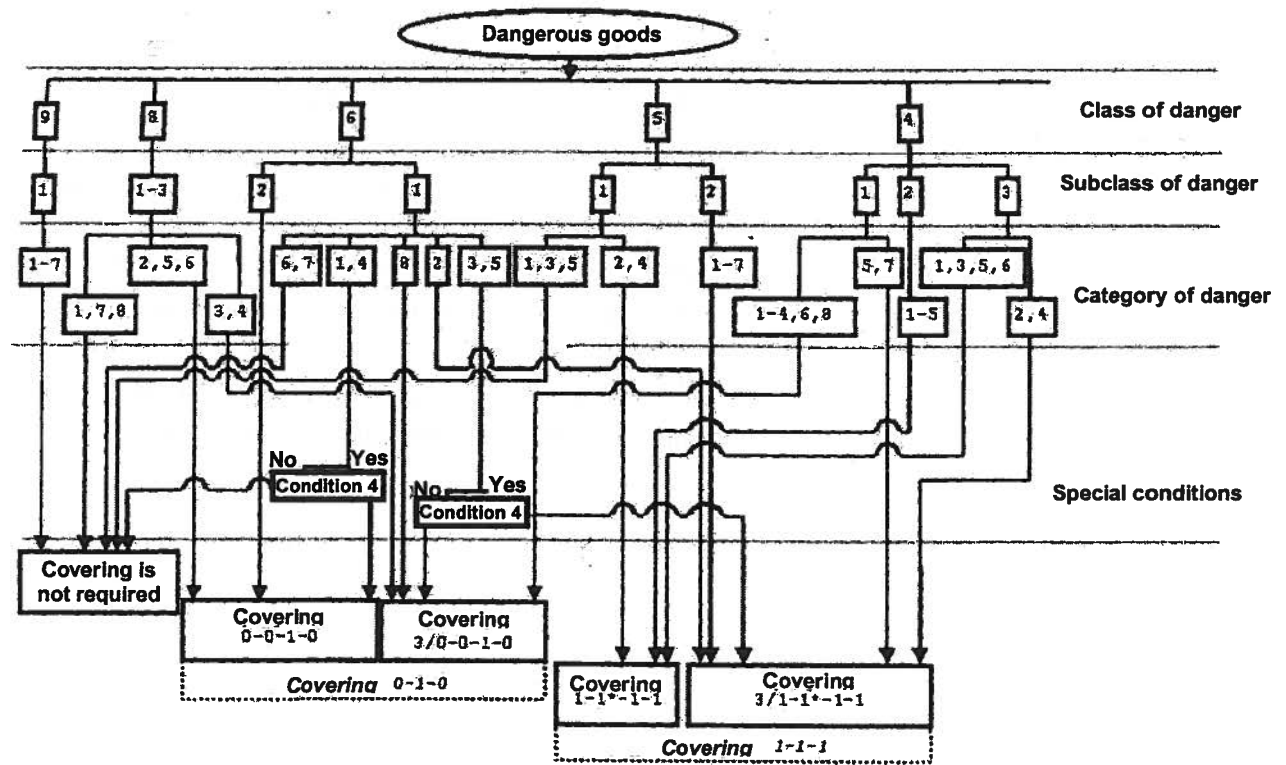 Dangerous goods
Class of danger
9 8 6 5 4
Subclass of danger
1 1-3 2 1 1 2 1 2 3
1-7 2,5,6 6,7 1,4 8 2 3,5 1,3,5 2,4 1-7 5,7 1,3,5,6
Category of danger
1,7,8 3,4 1-4,6,8 1-5 2,4
No Yes
Condition 4
No Yes
Condition 4
Special conditions
Covering is
not required
Covering
0-0-1-0
Covering
3/0-0-1-0
Covering 0-1-0
Covering
1-1*-1-1
Covering
3/1-1*-1-1
Covering 1-1-1